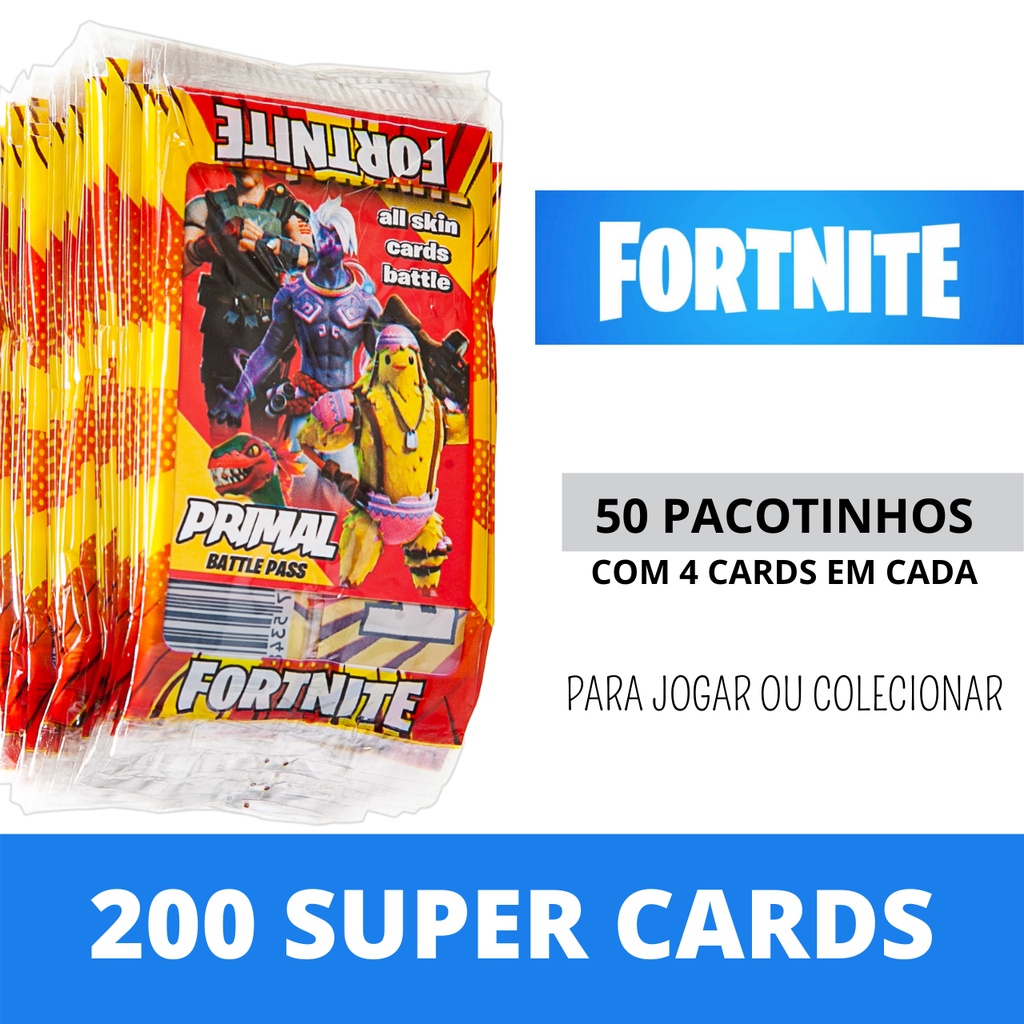 FORTNITE
all skin
cards
battle
PRIMAL
BATTLE PASS
FORTNITE
FORTNITE
50 PACOTINHOS
COM 4 CARDS EM CADA
PARA JOGAR OU COLECIONAR
200 SUPER CARDS